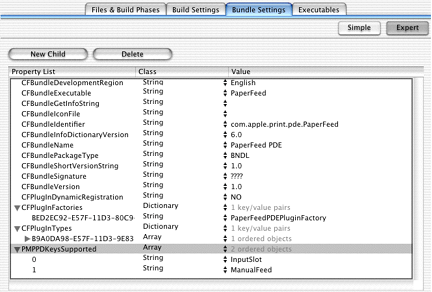 Files & Build Phases Build Settings Bundle Settings Executables
Simple Expert
New Child Delete
Property List Class Value
CFBundleDevelopmentRegion String English
CFBundleExecutable String PaperFeed
CFBundleGetInfoString String
CFBundleIconFile String
CFBundleIdentifier String com.apple.print.pde.PaperFeed
CFBundleInfoDictionaryVersion String 6.0
CFBundleName String PaperFeed PDE
CFBundlePackageType String BNDL
CFBundleShortVersionString String 1.0
CFBundleSignature String ????
CFBundleVersion String 1.0
CFPlugInDynamicRegistration String NO
CFPlugInFactories Dictionary 1 key/value pairs
BED2EC92-E57F-11D3-80C9- String PaperFeedPDEPluginFactory
CFPlugInTypes Dictionary 1 key/value pairs
B9A0DA98-E57F-11D3-9E83 Array 1 ordered objects
PMPPDKeysSupported Array 2 ordered objects
0 String InputSlot
1 String ManualFeed